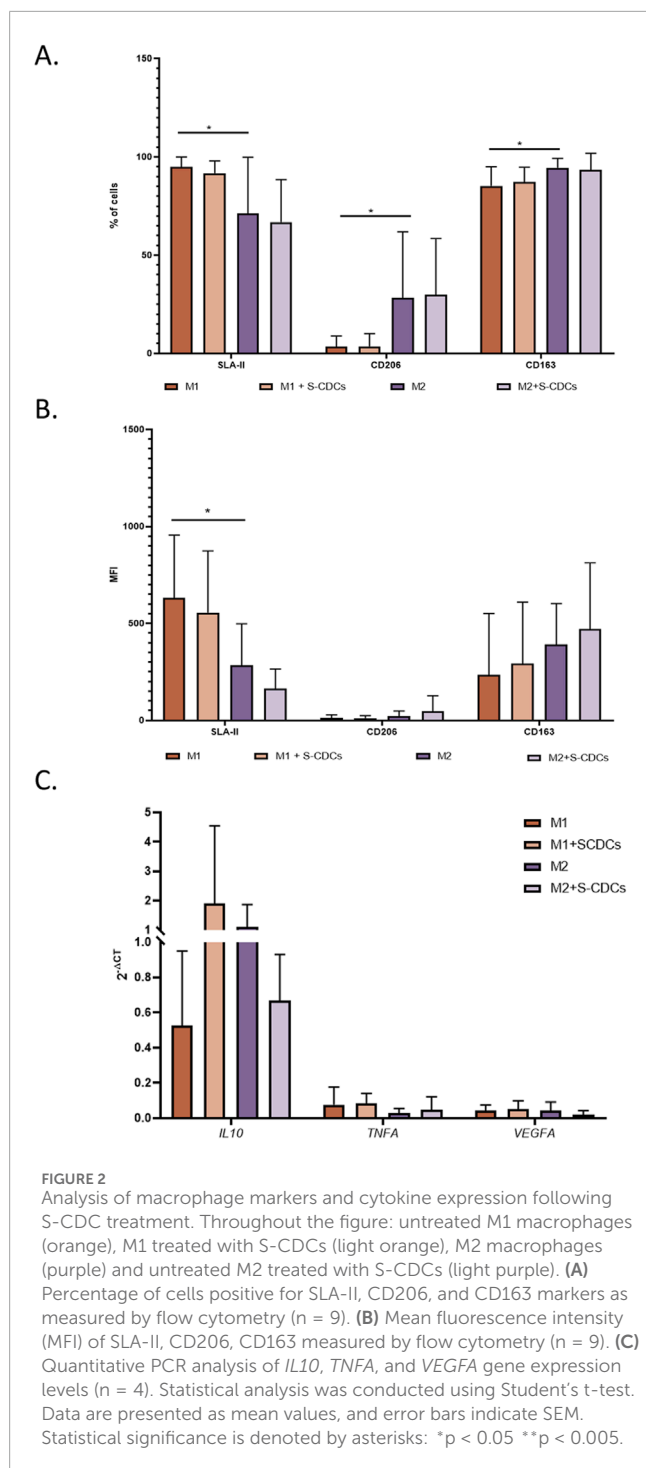 A.
*
*
*
150
100
50
0
% of cells
SLA-II
CD206
CD163
M1
M1 + S-CDCs
M2
M2+S-CDCs
B.
*
1500
1000
500
0
MFI
SLA-II
CD206
CD163
M1
M1 + S-CDCs
M2
M2+S-CDCs
C.
5
4
3
2
1
1.0
0.8
0.6
0.4
0.2
0.0
2-ΔCT
M1
M1+SCDCs
M2
M2+S-CDCs
IL10
TNFA
VEGFA
FIGURE 2
Analysis of macrophage markers and cytokine expression following
S-CDC treatment. Throughout the figure: untreated M1 macrophages
(orange), M1 treated with S-CDCs (light orange), M2 macrophages
(purple) and untreated M2 treated with S-CDCs (light purple). (A)
Percentage of cells positive for SLA-II, CD206, and CD163 markers as
measured by flow cytometry (n = 9). (B) Mean fluorescence intensity
(MFI) of SLA-II, CD206, CD163 measured by flow cytometry (n = 9). (C)
Quantitative PCR analysis of IL10, TNFA, and VEGFA gene expression
levels (n = 4). Statistical analysis was conducted using Student's t-test.
Data are presented as mean values, and error bars indicate SEM.
Statistical significance is denoted by asterisks: *p < 0.05 **p < 0.005.